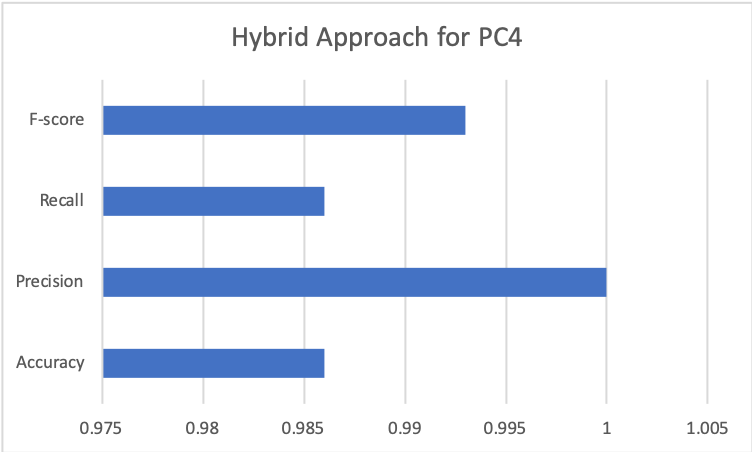 Hybrid Approach for PC4
F-score
Recall
Precision
Accuracy
0.975 0.98 0.985 0.99 0.995 1 1.005